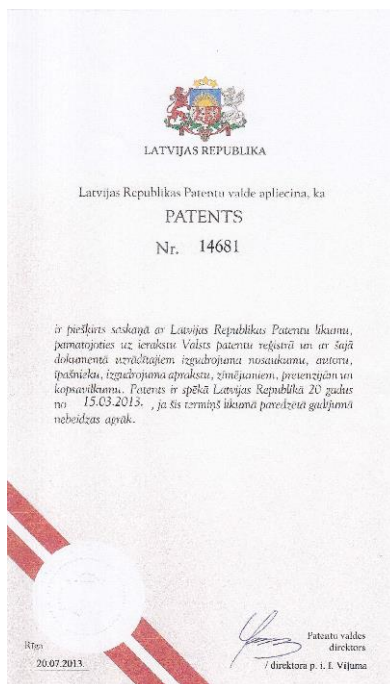 LATVIJAS REPUBLIKA
Latvijas Republikas Patentu valde apliecina, ka
PATENTS
Nr. 14681
ir piešķirts saskaņā ar Latvijas Republikas Patentu likumu,
pamatojoties uz ierakstu Valsts patentu reģistrā un ar šajā
dokumentā uzrādītajiem izgudrojuma nosaukumu, autoru,
īpašnieku, izgudrojuma aprakstu, zīmējumiem, pretenzijām un
kopsavilkumu. Patents ir spēkā Latvijas Republikā 20 gadus
no 15.03.2013. , ja šis termiņš likumā paredzētā gadījumā
nebeidzas agrāk.
Rīga
20.07.2013.
Patentu valdes
direktors
/ direktora p. i. I. Viļuma